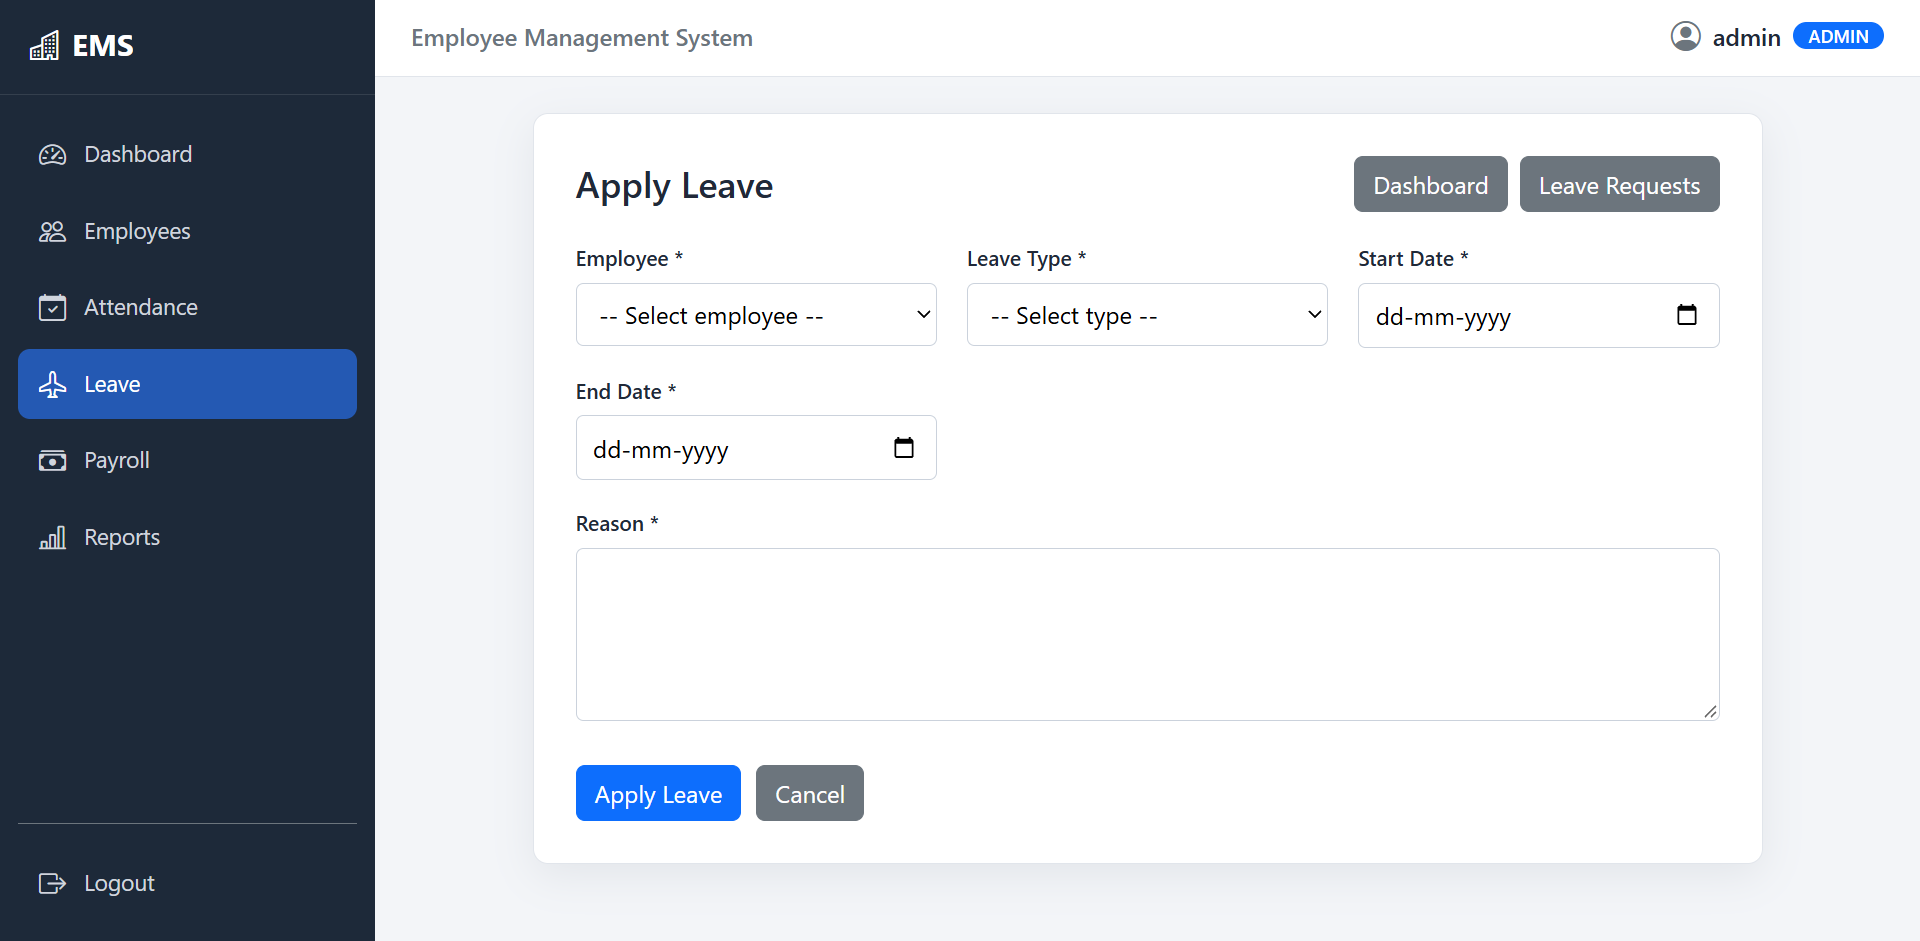 EMS
Employee Management System
admin ADMIN
Dashboard
Employees
Attendance
Leave
Payroll
Reports
Logout
Apply Leave
Dashboard Leave Requests
Employee * Leave Type * Start Date *
-- Select employee -- -- Select type -- dd-mm-yyyy
End Date *
dd-mm-yyyy
Reason *
Apply Leave Cancel